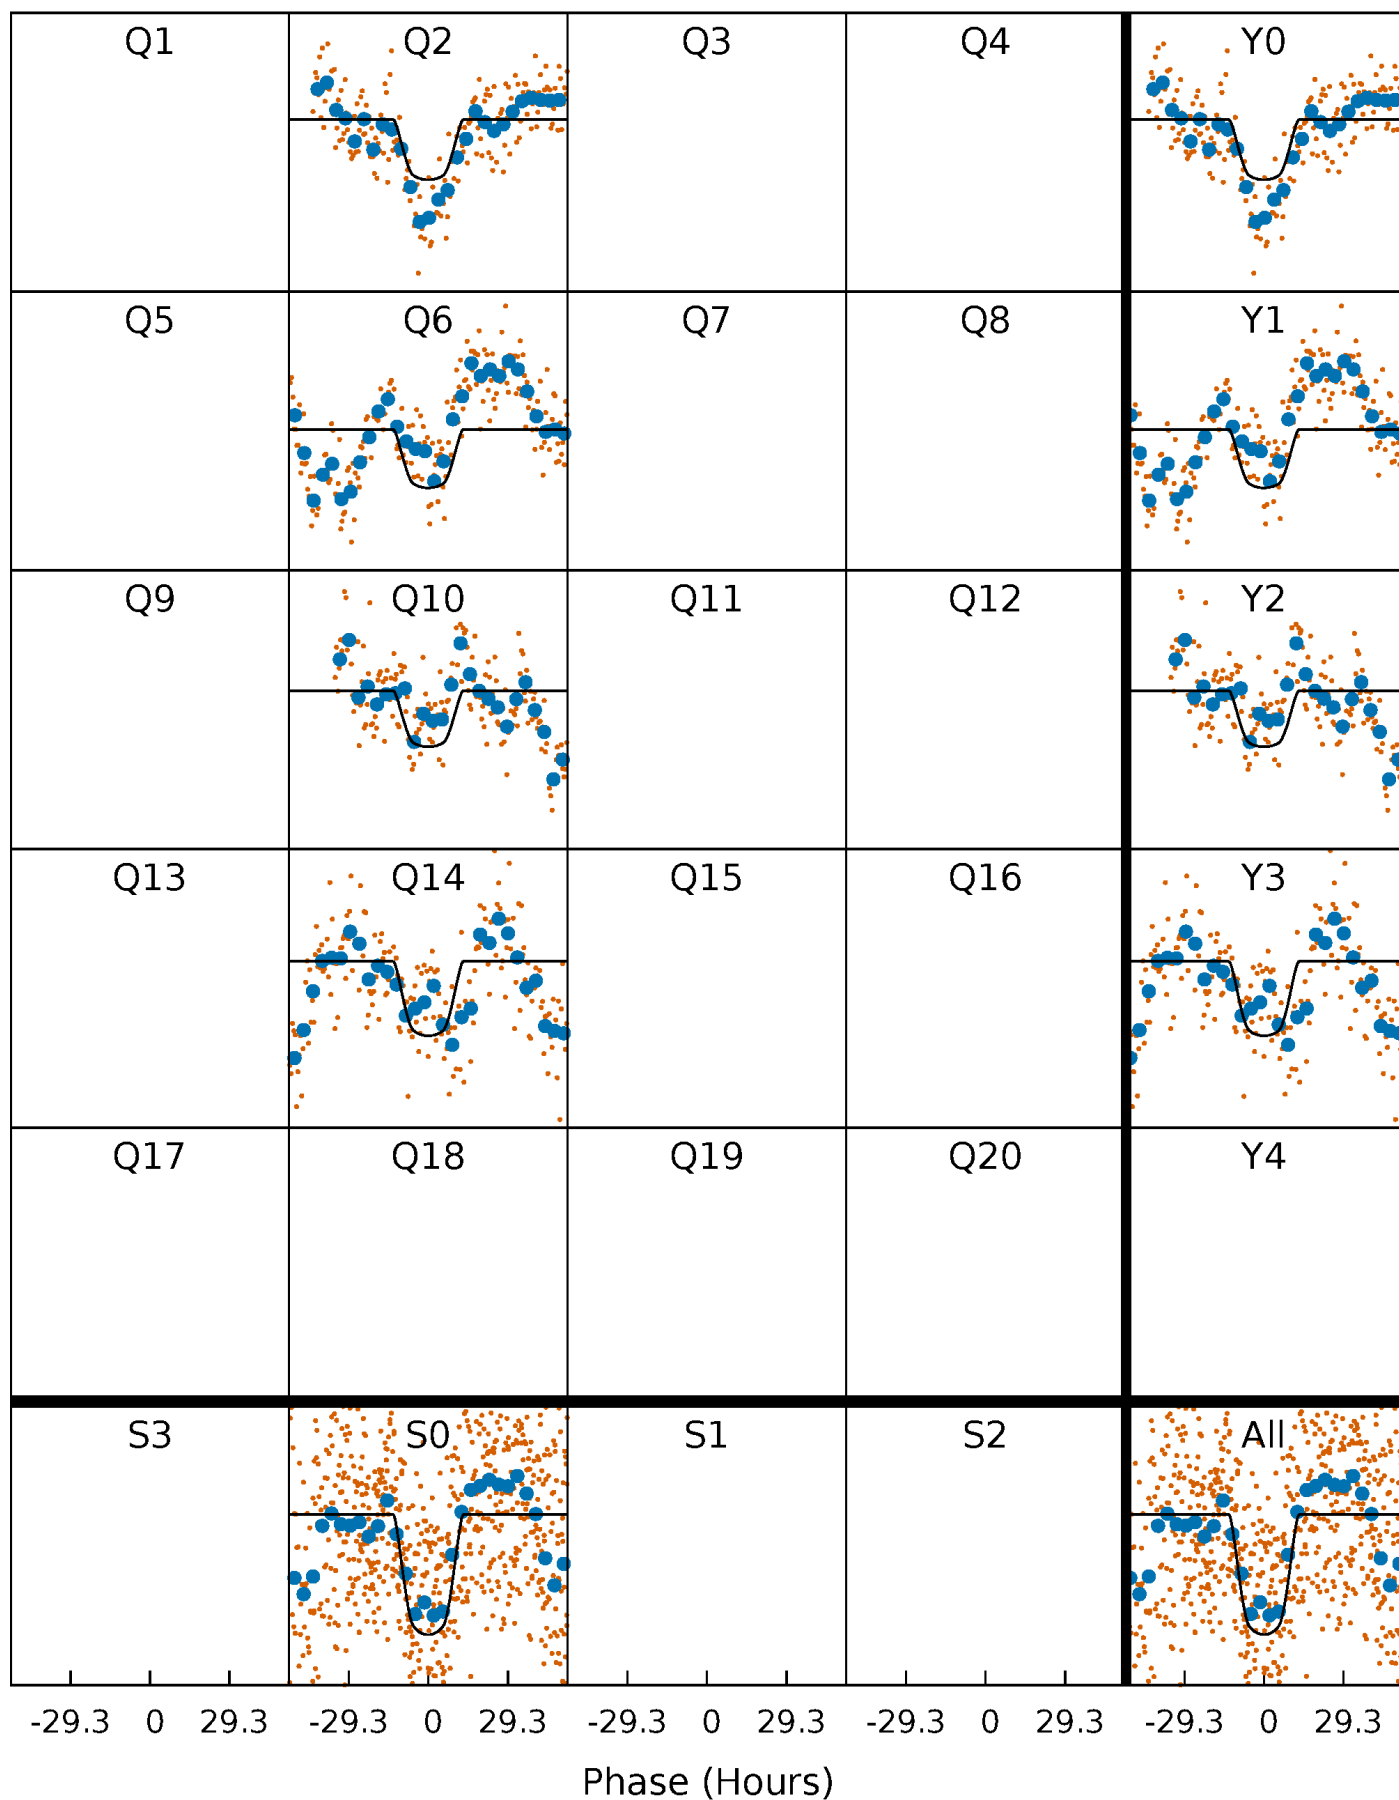 Q1 Q2 Q3 Q4 Y0
Q5 Q6 Q7 Q8 Y1
Q9 Q10 Q11 Q12 Y2
Q13 Q14 Q15 Q16 Y3
Q17 Q18 Q19 Q20 Y4
S3 S0 S1 S2 All
-29.3 0 29.3 -29.3 0 29.3 -29.3 0 29.3 -29.3 0 29.3 -29.3 0 29.3
Phase (Hours)